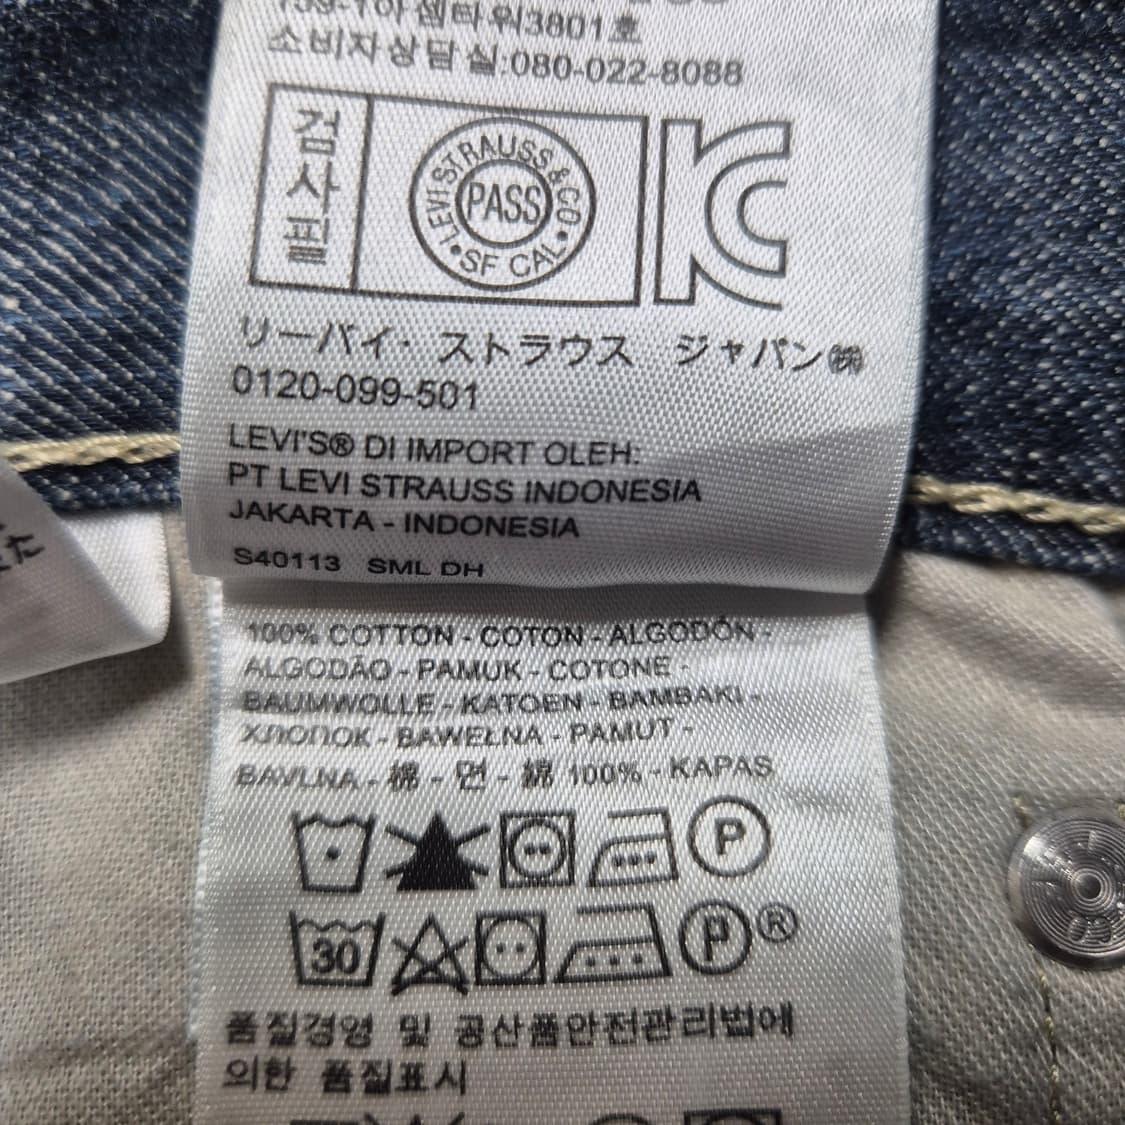 159-1아셈타워3801호
소비자상담실:080-022-8088
검사필
LEVI STRAUSS & CO
PASS
• SF CAL •
KC
リーバイ・ストラウス ジャパン㈱
0120-099-501
LEVI'S® DI IMPORT OLEH:
PT LEVI STRAUSS INDONESIA
JAKARTA - INDONESIA
S40113 SML DH
100% COTTON - COTON - ALGODÓN -
ALGODÃO - PAMUK - COTONE -
BAUMWOLLE - KATOEN - BAMBAKI -
ХЛОПОК - BAWEŁNA - PAMUT -
BAVLNA - 棉 - 면 - 綿 100% - KAPAS
P
30 P ®
품질경영 및 공산품안전관리법에
의한 품질표시